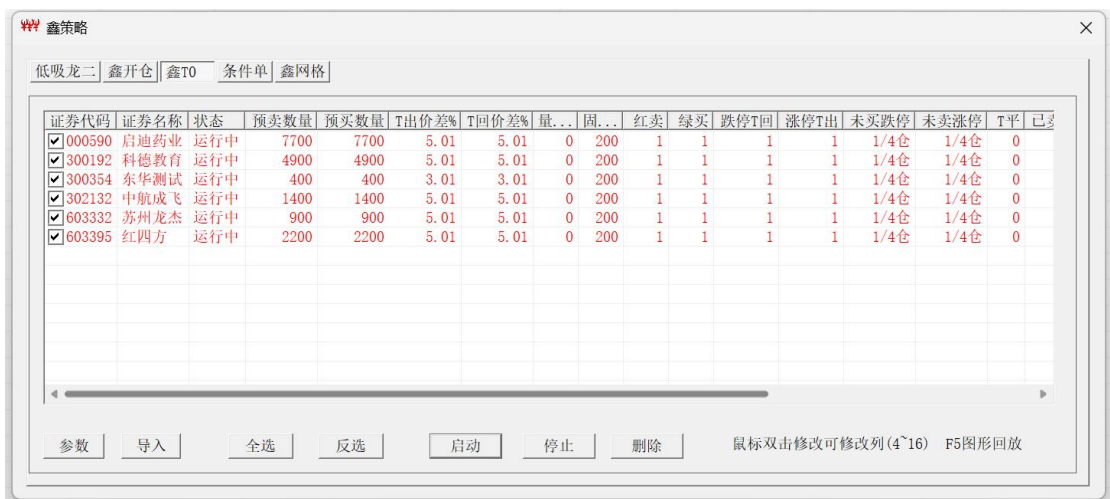 鑫策略
低吸龙二 鑫开仓 鑫T0 条件单 鑫网格
证券代码 证券名称 状态 预卖数量 预买数量 T出价差% T回价差% 量... 固... 红卖 绿买 跌停T回 涨停T出 未买跌停 未卖涨停 T平 已卖
000590 启迪药业 运行中 7700 7700 5.01 5.01 0 200 1 1 1 1 1/4仓 1/4仓 0
300192 科德教育 运行中 4900 4900 5.01 5.01 0 200 1 1 1 1 1/4仓 1/4仓 0
300354 东华测试 运行中 400 400 3.01 3.01 0 200 1 1 1 1 1/4仓 1/4仓 0
302132 中航成飞 运行中 1400 1400 5.01 5.01 0 200 1 1 1 1 1/4仓 1/4仓 0
603332 苏州龙杰 运行中 900 900 5.01 5.01 0 200 1 1 1 1 1/4仓 1/4仓 0
603395 红四方 运行中 2200 2200 5.01 5.01 0 200 1 1 1 1 1/4仓 1/4仓 0
参数 导入 全选 反选 启动 停止 删除 鼠标双击修改可修改列(4~16) F5图形回放